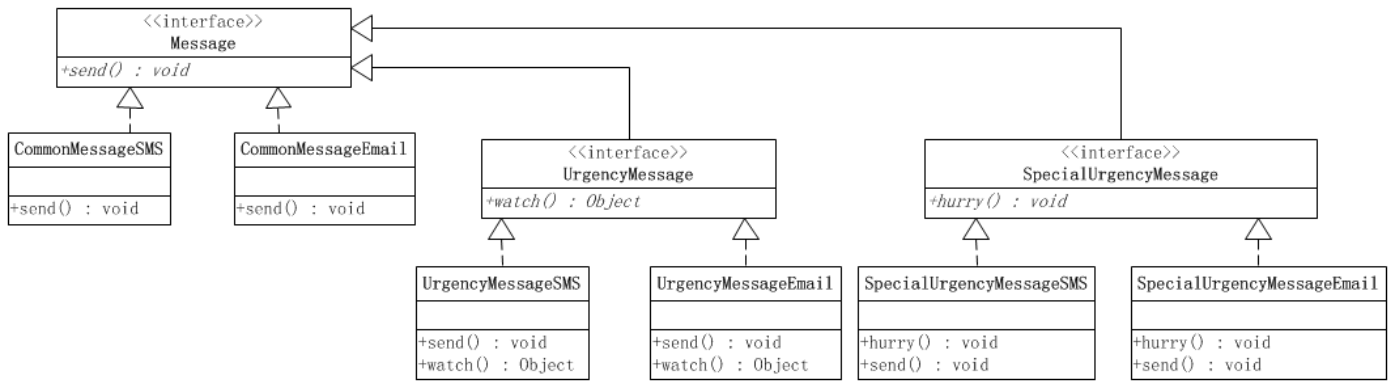 <<interface>>
Message
+send() : void
CommonMessageSMS
+send() : void
CommonMessageEmail
+send() : void
<<interface>>
UrgencyMessage
+watch() : Object
<<interface>>
SpecialUrgencyMessage
+hurry() : void
UrgencyMessageSMS
+send() : void
+watch() : Object
UrgencyMessageEmail
+send() : void
+watch() : Object
SpecialUrgencyMessageSMS
+hurry() : void
+send() : void
SpecialUrgencyMessageEmail
+hurry() : void
+send() : void